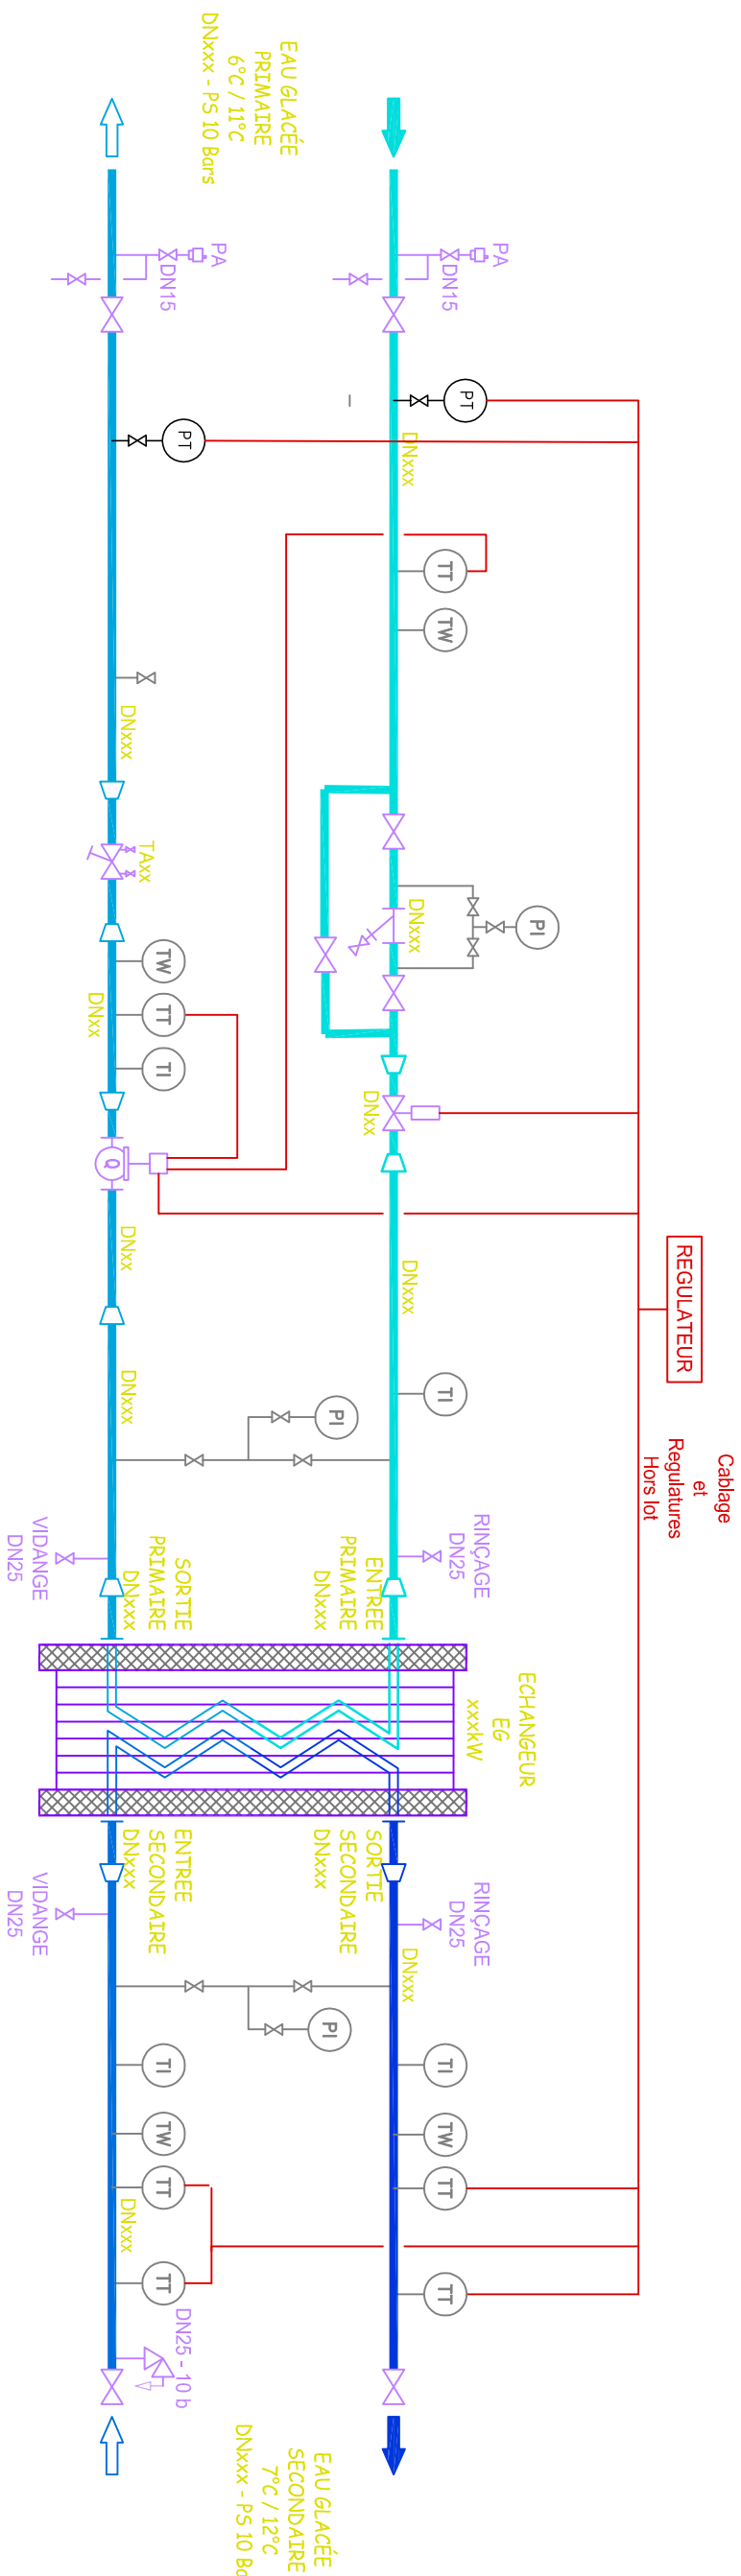 EAU GLACÉE
PRIMAIRE
6°C / 11°C
DNxxx - PS 10 Bars
PA
DN15
PA
DN15
PT
PT
DNxxx
TT
TW
DNxxx
TAxx
DNxxx
PI
TW
TT
TI
DNxx
DNxx
Q
DNxx
DNxxx
REGULATEUR
Cablage
et
Regulatures
Hors lot
TI
DNxxx
PI
RINÇAGE
DN25
VIDANGE
DN25
ENTREE
PRIMAIRE
DNxxx
SORTIE
PRIMAIRE
DNxxx
ECHANGEUR
EG
xxxkW
SORTIE
SECONDAIRE
DNxxx
ENTREE
SECONDAIRE
DNxxx
RINÇAGE
DN25
VIDANGE
DN25
DNxxx
PI
TI
TI
TW
TW
TT
TT
DNxxx
TT
TT
DN25 - 10 b
EAU GLACÉE
SECONDAIRE
7°C / 12°C
DNxxx - PS 10 Ba